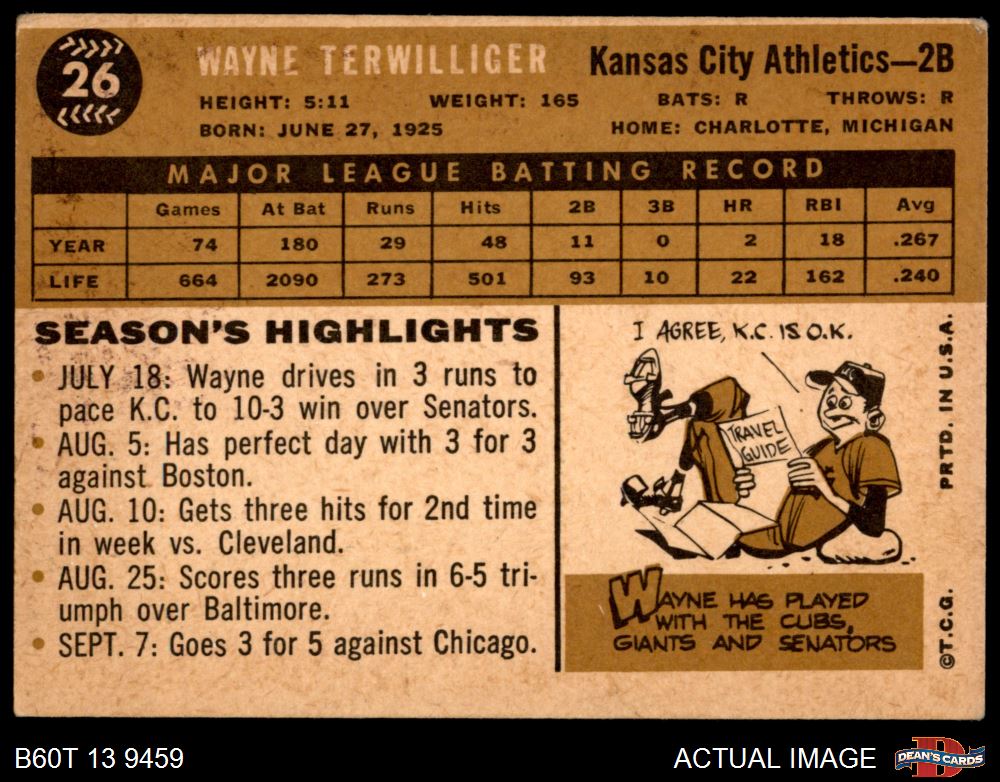 26
WAYNE TERWILLIGER
Kansas City Athletics—2B
HEIGHT: 5:11 WEIGHT: 165 BATS: R THROWS: R
BORN: JUNE 27, 1925 HOME: CHARLOTTE, MICHIGAN
MAJOR LEAGUE BATTING RECORD
Games At Bat Runs Hits 2B 3B HR RBI Avg
YEAR 74 180 29 48 11 0 2 18 .267
LIFE 664 2090 273 501 93 10 22 162 .240
SEASON'S HIGHLIGHTS
• JULY 18: Wayne drives in 3 runs to
pace K.C. to 10-3 win over Senators.
• AUG. 5: Has perfect day with 3 for 3
against Boston.
• AUG. 10: Gets three hits for 2nd time
in week vs. Cleveland.
• AUG. 25: Scores three runs in 6-5 tri-
umph over Baltimore.
• SEPT. 7: Goes 3 for 5 against Chicago.
I AGREE, K.C. IS O.K.
TRAVEL
GUIDE
WAYNE HAS PLAYED
WITH THE CUBS,
GIANTS AND SENATORS
PRTD. IN U.S.A.
©T.C.G.
B60T 13 9459
ACTUAL IMAGE
D
DEAN'S CARDS